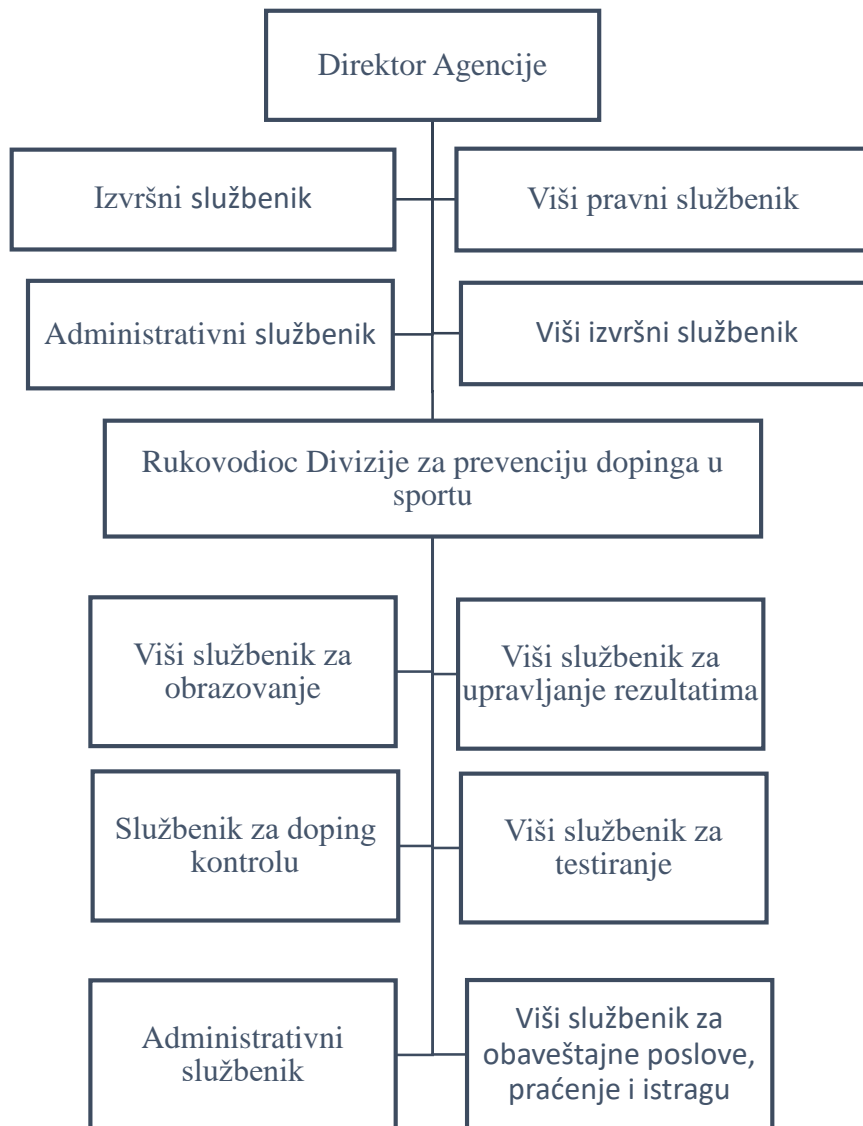 Direktor Agencije
Izvršni službenik
Viši pravni službenik
Administrativni službenik
Viši izvršni službenik
Rukovodioc Divizije za prevenciju dopinga u
sportu
Viši službenik za
obrazovanje
Viši službenik za
upravljanje rezultatima
Službenik za doping
kontrolu
Viši službenik za
testiranje
Administrativni
službenik
Viši službenik za
obaveštajne poslove,
praćenje i istragu